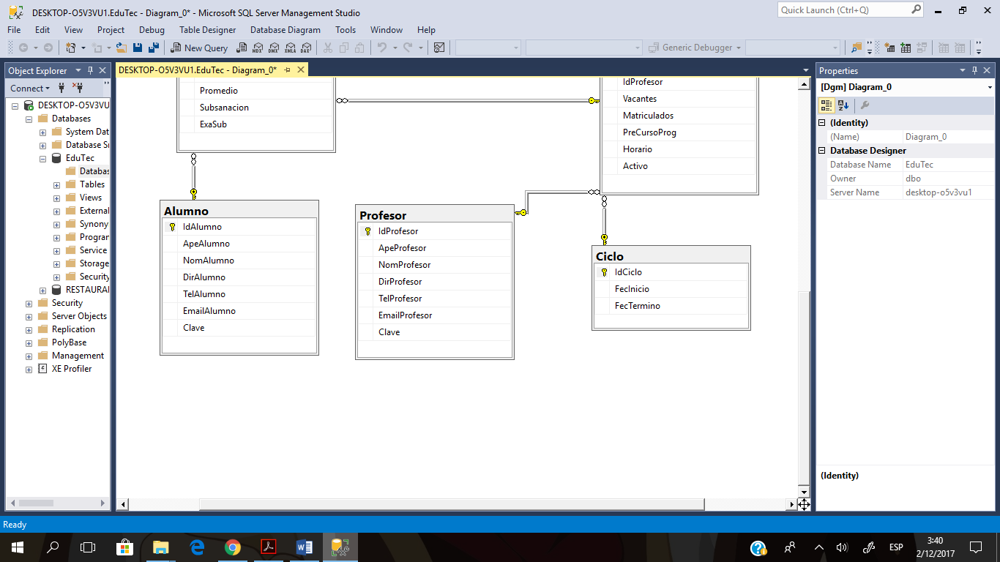 DESKTOP-O5V3VU1.EduTec - Diagram_0* - Microsoft SQL Server Management Studio
Quick Launch (Ctrl+Q)
File Edit View Project Debug Table Designer Database Diagram Tools Window Help
New Query
MDX DMX XMLA DAX
Generic Debugger
Object Explorer
Connect
DESKTOP-O5V3VU
Databases
System Dat
Database Sn
EduTec
Databas
Tables
Views
External
Synony
Program
Service
Storage
Security
RESTAURAN
Security
Server Objects
Replication
PolyBase
Management
XE Profiler
DESKTOP-O5V3VU1.EduTec - Diagram_0*
Promedio
Subsanacion
ExaSub
IdProfesor
Vacantes
Matriculados
PreCursoProg
Horario
Activo
Alumno
IdAlumno
ApeAlumno
NomAlumno
DirAlumno
TelAlumno
EmailAlumno
Clave
Profesor
IdProfesor
ApeProfesor
NomProfesor
DirProfesor
TelProfesor
EmailProfesor
Clave
Ciclo
IdCiclo
FecInicio
FecTermino
Properties
[Dgm] Diagram_0
(Identity)
(Name) Diagram_0
Database Designer
Database Name EduTec
Owner dbo
Server Name desktop-o5v3vu1
(Identity)
Ready
ESP
3:40
2/12/2017